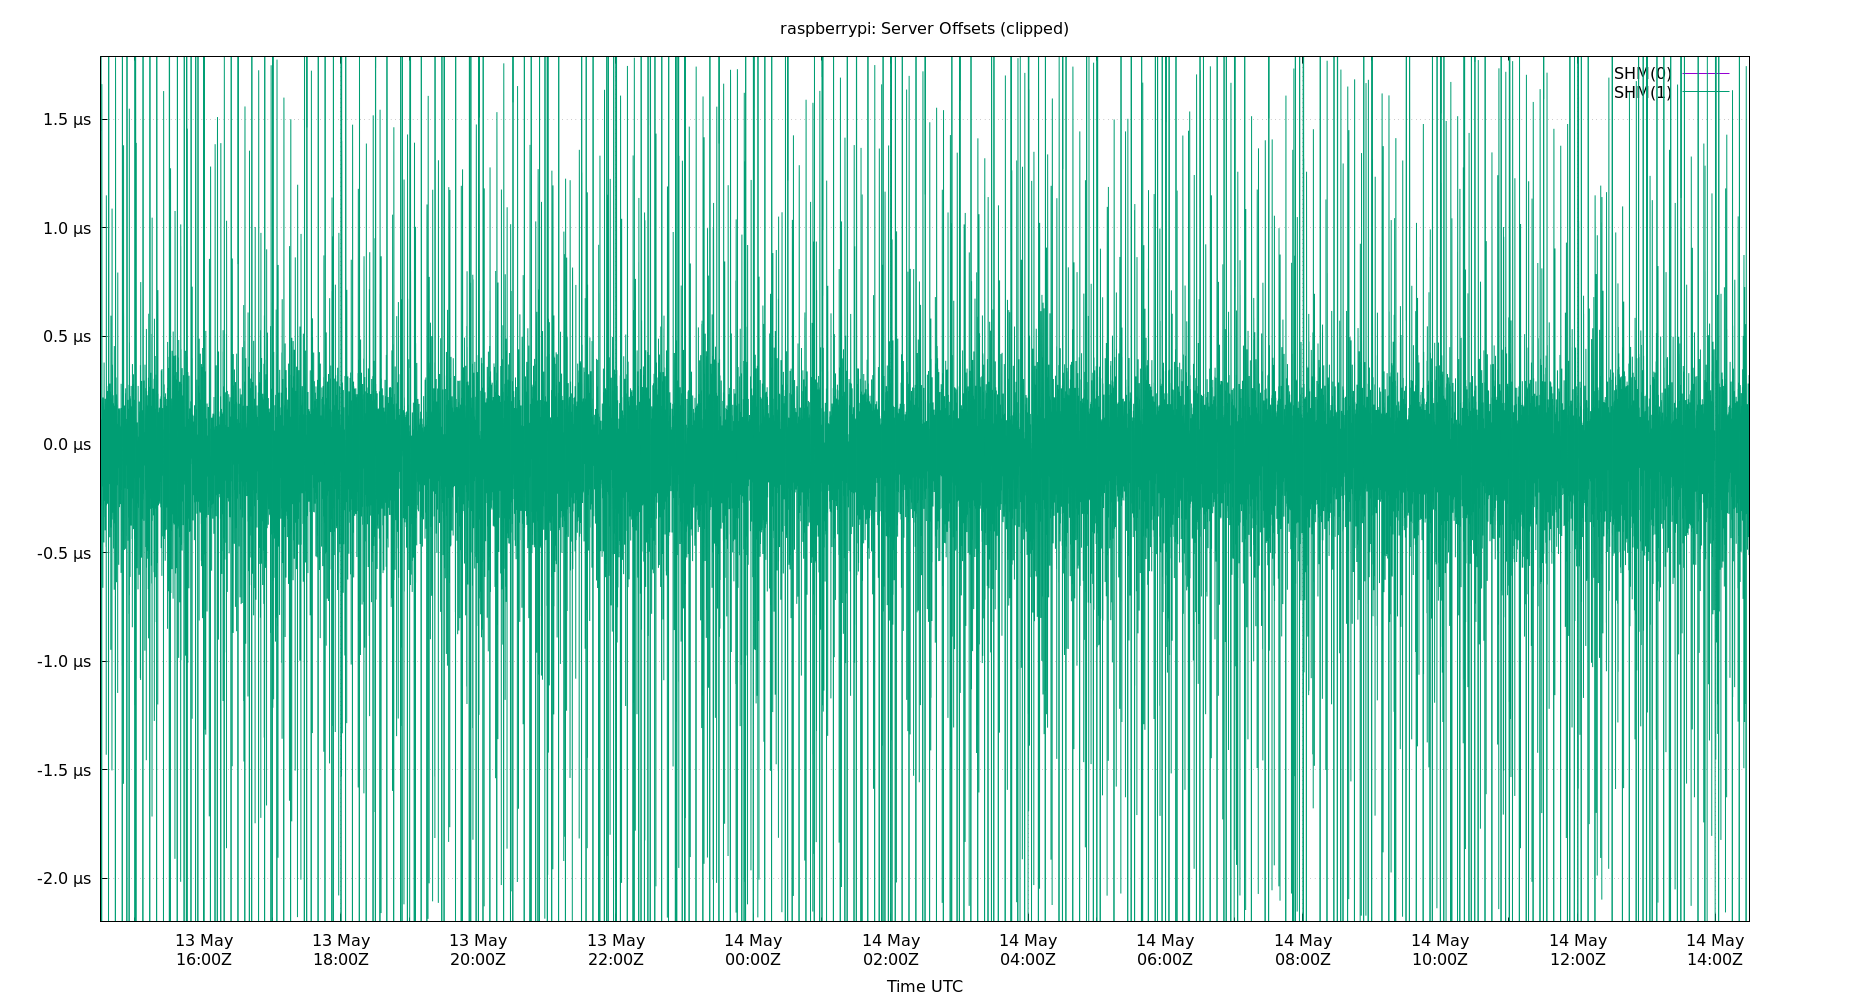 raspberrypi: Server Offsets (clipped)
SHM(0)
SHM(1)
1.5 µs
1.0 µs
0.5 µs
0.0 µs
-0.5 µs
-1.0 µs
-1.5 µs
-2.0 µs
13 May 13 May 13 May 13 May 14 May 14 May 14 May 14 May 14 May 14 May 14 May 14 May
16:00Z 18:00Z 20:00Z 22:00Z 00:00Z 02:00Z 04:00Z 06:00Z 08:00Z 10:00Z 12:00Z 14:00Z
Time UTC